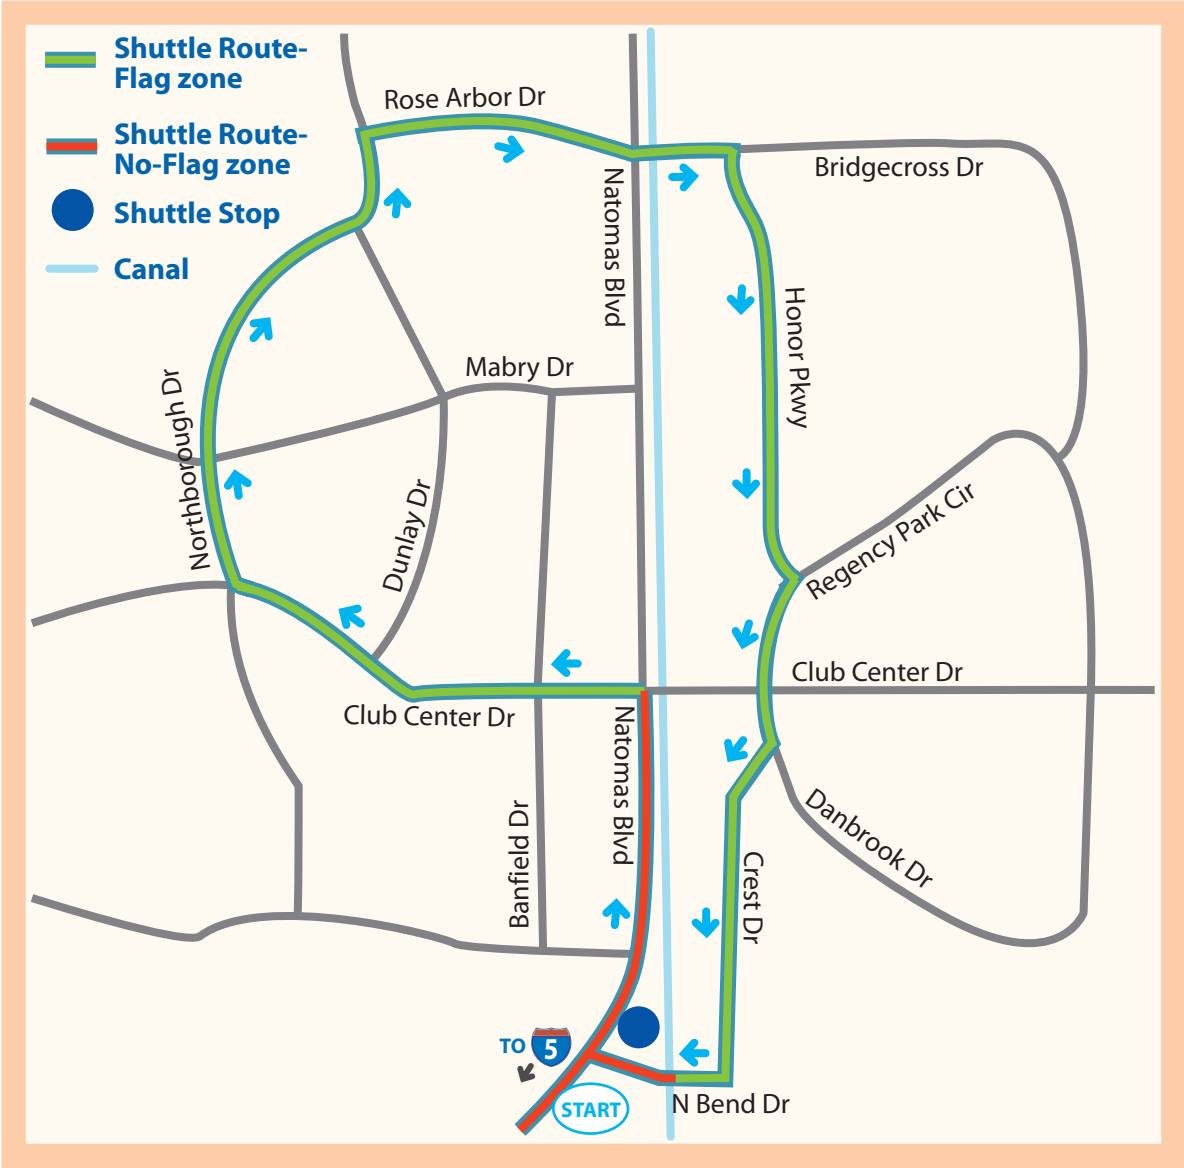 Shuttle Route-
Flag zone
Shuttle Route-
No-Flag zone
Shuttle Stop
Canal
Rose Arbor Dr
Natomas Blvd
Bridgecross Dr
Honor Pkwy
Mabry Dr
Northborough Dr
Dunlay Dr
Regency Park Cir
Club Center Dr
Club Center Dr
Natomas Blvd
Banfield Dr
Danbrook Dr
Crest Dr
TO 5
START
N Bend Dr